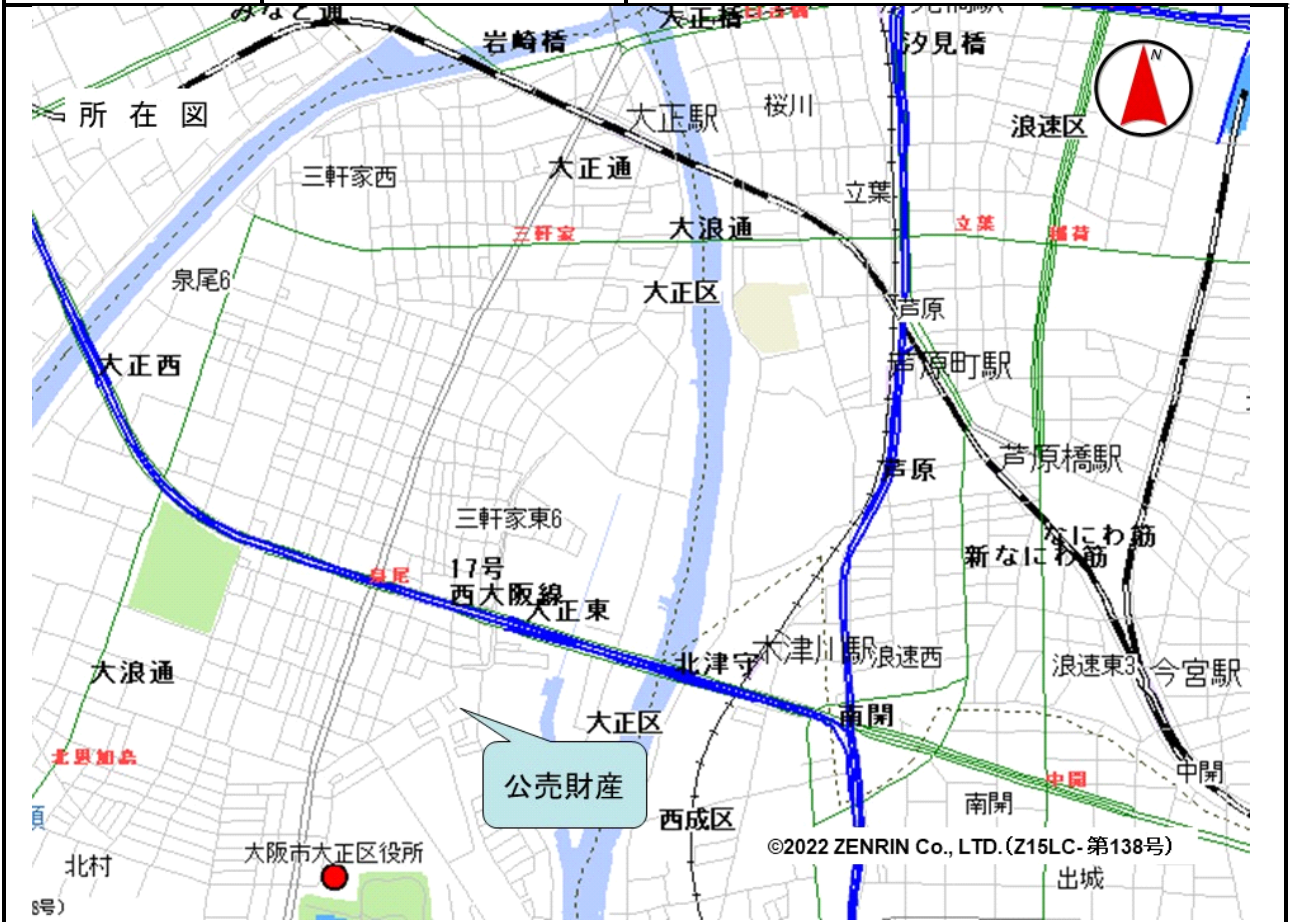 みなと通
大正橋
岩崎橋
汐見橋
N
所在図
大正駅
桜川
浪速区
三軒家西
大正通
立葉
三軒家
大浪通
立葉
稲荷
泉尾6
大正区
芦原
大正西
芦原町駅
芦原橋駅
芦原
三軒家東6
なにわ筋
新なにわ筋
17号
西大阪線
泉尾
大正東
木津川駅
浪速西
北津守
浪速東3
今宮駅
大浪通
大正区
南開
北恩加島
公売財産
中開
中開
南開
西成区
©2022 ZENRIN Co., LTD.(Z15LC-第138号)
大阪市大正区役所
北村
出城
8号)